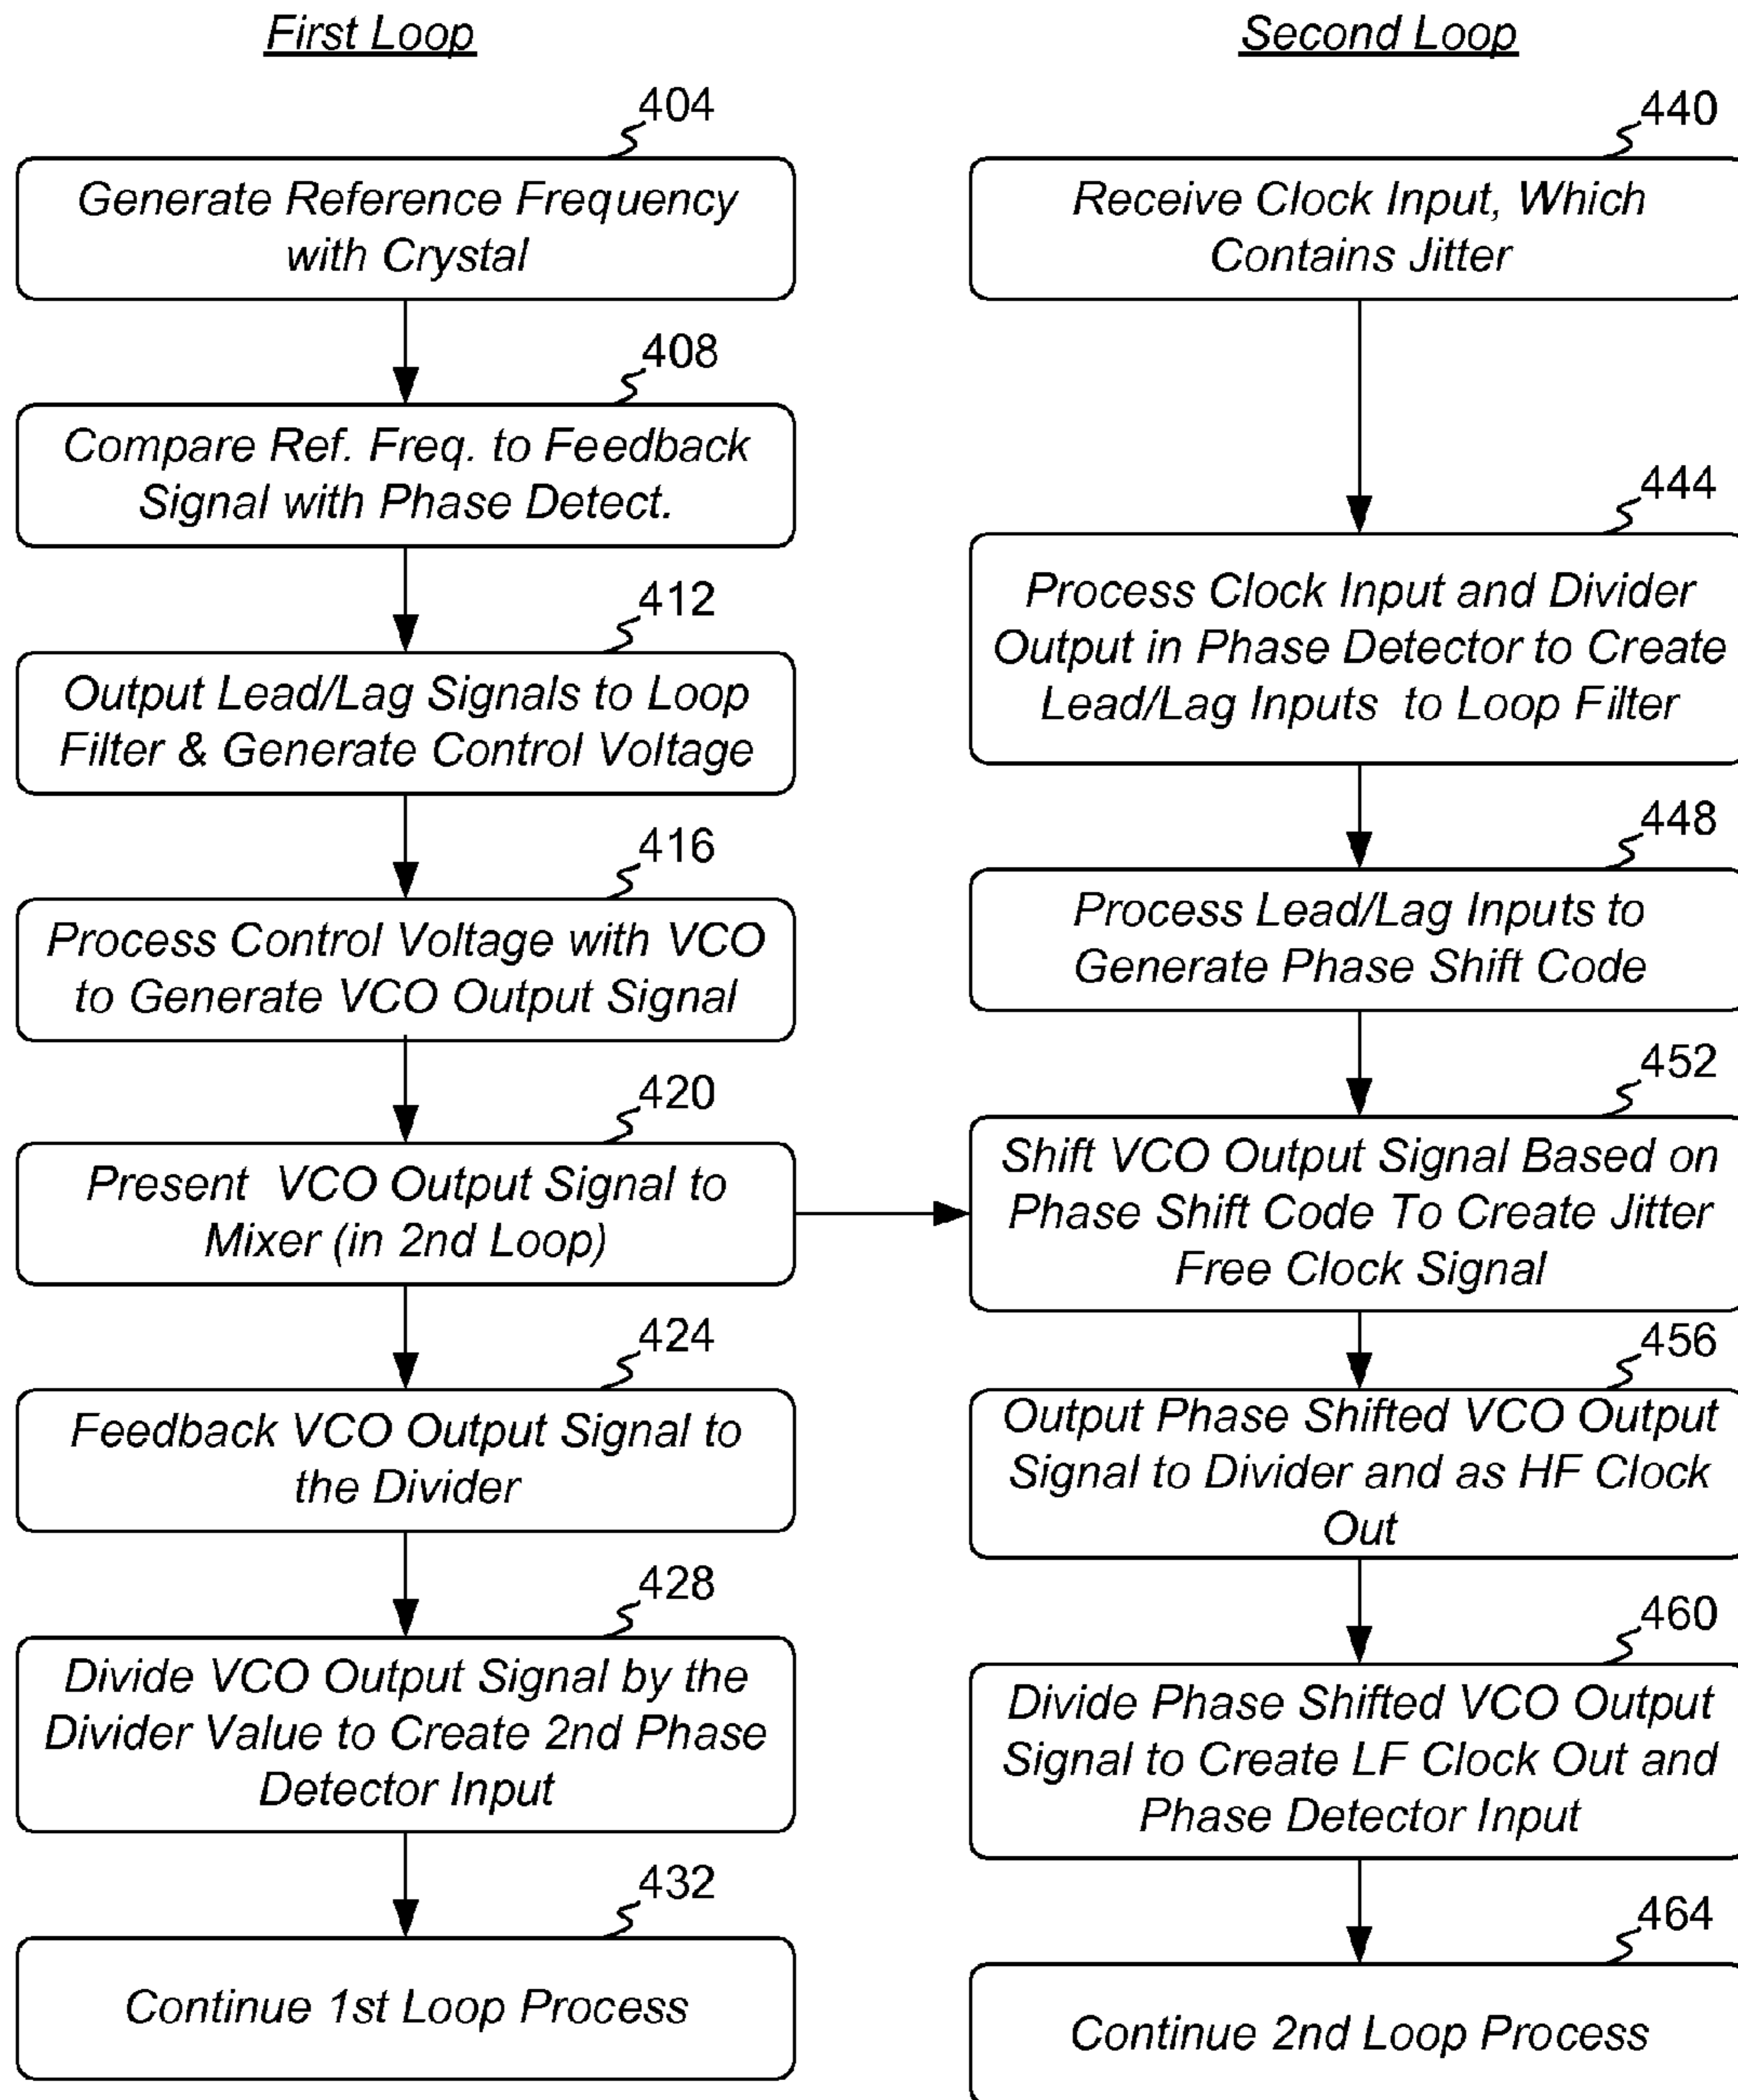 First Loop
404
Generate Reference Frequency
with Crystal
408
Compare Ref. Freq. to Feedback
Signal with Phase Detect.
412
Output Lead/Lag Signals to Loop
Filter & Generate Control Voltage
416
Process Control Voltage with VCO
to Generate VCO Output Signal
420
Present VCO Output Signal to
Mixer (in 2nd Loop)
424
Feedback VCO Output Signal to
the Divider
428
Divide VCO Output Signal by the
Divider Value to Create 2nd Phase
Detector Input
432
Continue 1st Loop Process
Second Loop
440
Receive Clock Input, Which
Contains Jitter
444
Process Clock Input and Divider
Output in Phase Detector to Create
Lead/Lag Inputs to Loop Filter
448
Process Lead/Lag Inputs to
Generate Phase Shift Code
452
Shift VCO Output Signal Based on
Phase Shift Code To Create Jitter
Free Clock Signal
456
Output Phase Shifted VCO Output
Signal to Divider and as HF Clock
Out
460
Divide Phase Shifted VCO Output
Signal to Create LF Clock Out and
Phase Detector Input
464
Continue 2nd Loop Process